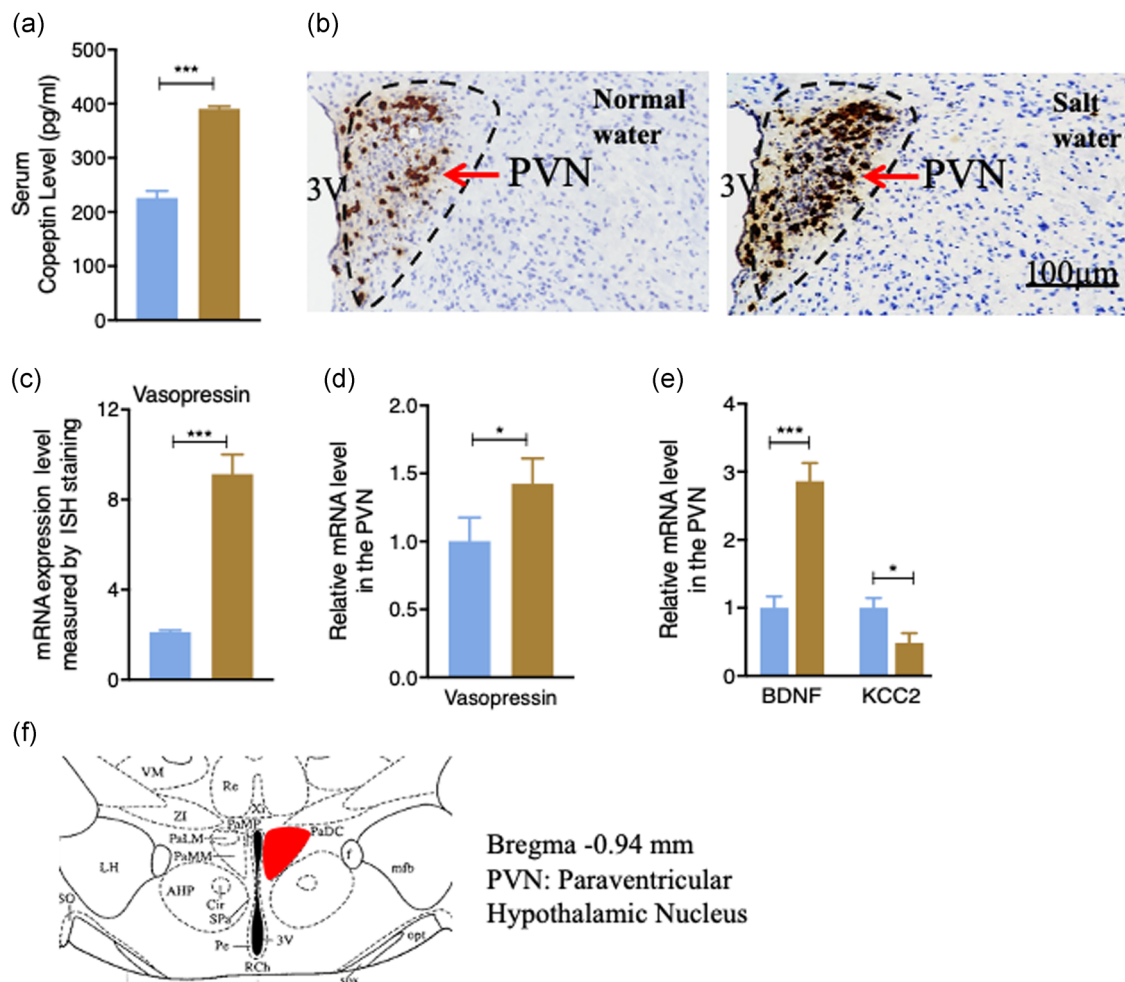 (a)
500
400
300
200
100
0
Serum
Copeptin Level (pg/ml)
***
(b)
Normal
water
3V
PVN
Salt
water
3V
PVN
100μm
(c)
Vasopressin
12
8
4
0
mRNA expression level
measured by ISH staining
***
(d)
2.0
1.5
1.0
0.5
0.0
Relative mRNA level
in the PVN
*
Vasopressin
(e)
4
3
2
1
0
Relative mRNA level
in the PVN
***
*
BDNF KCC2
(f)
VM
Re
ZI
Xi
PaMP
PaDC
PaLM
PaMM
LH
f
mfb
AHP
Cir
SPa
SO
Pe
3V
opt
RCh
Bregma -0.94 mm
PVN: Paraventricular
Hypothalamic Nucleus